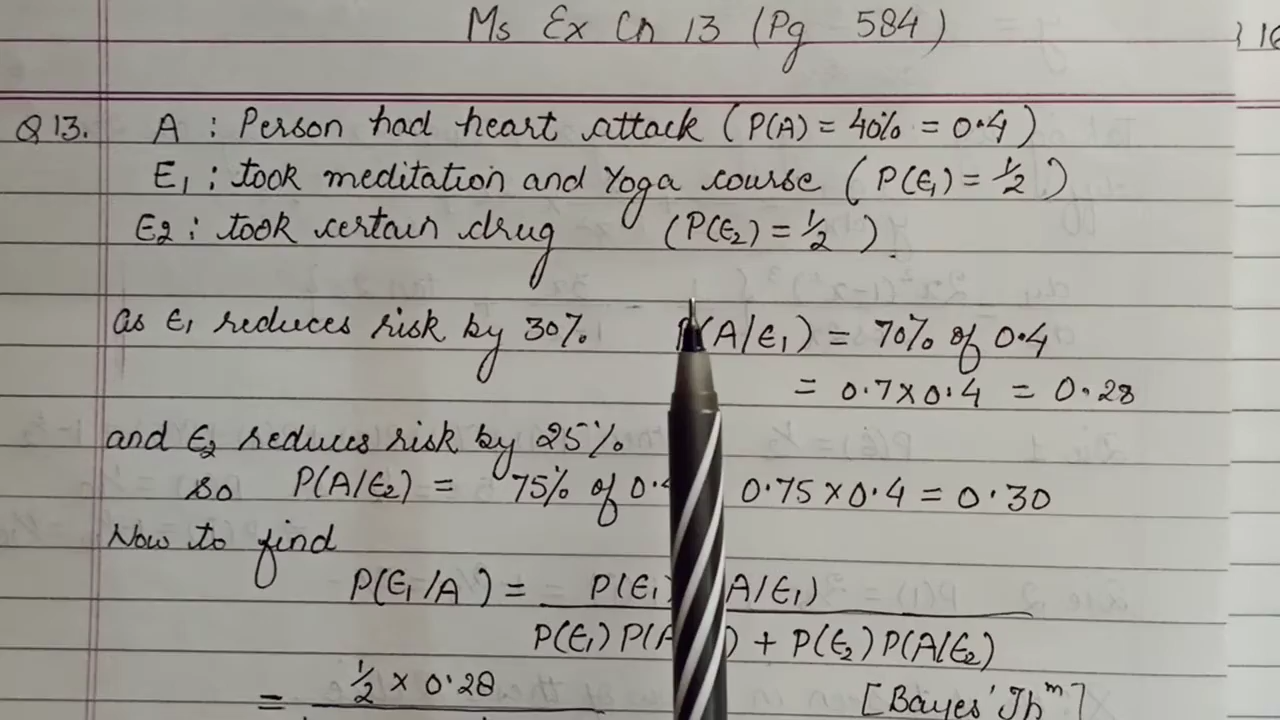 Ms Ex Ch 13 (Pg 584)
Q13. A : Person had heart attack (P(A) = 40% = 0.4)
E₁ : took meditation and Yoga course (P(E₁) = ½)
E2 : took certain drug (P(E₂) = ½).
as E₁ reduces risk by 30% P(A/E₁) = 70% of 0.4
= 0.7×0.4 = 0.28
and E₂ reduces risk by 25%
so P(A/E₂) = 75% of 0.4 0.75×0.4 = 0.30
Now to find
P(E₁/A) = P(E₁) A/E₁)
P(E₁) P(A ) + P(E₂) P(A/E₂)
= ½ × 0.28 [Bayes' Thᵐ]